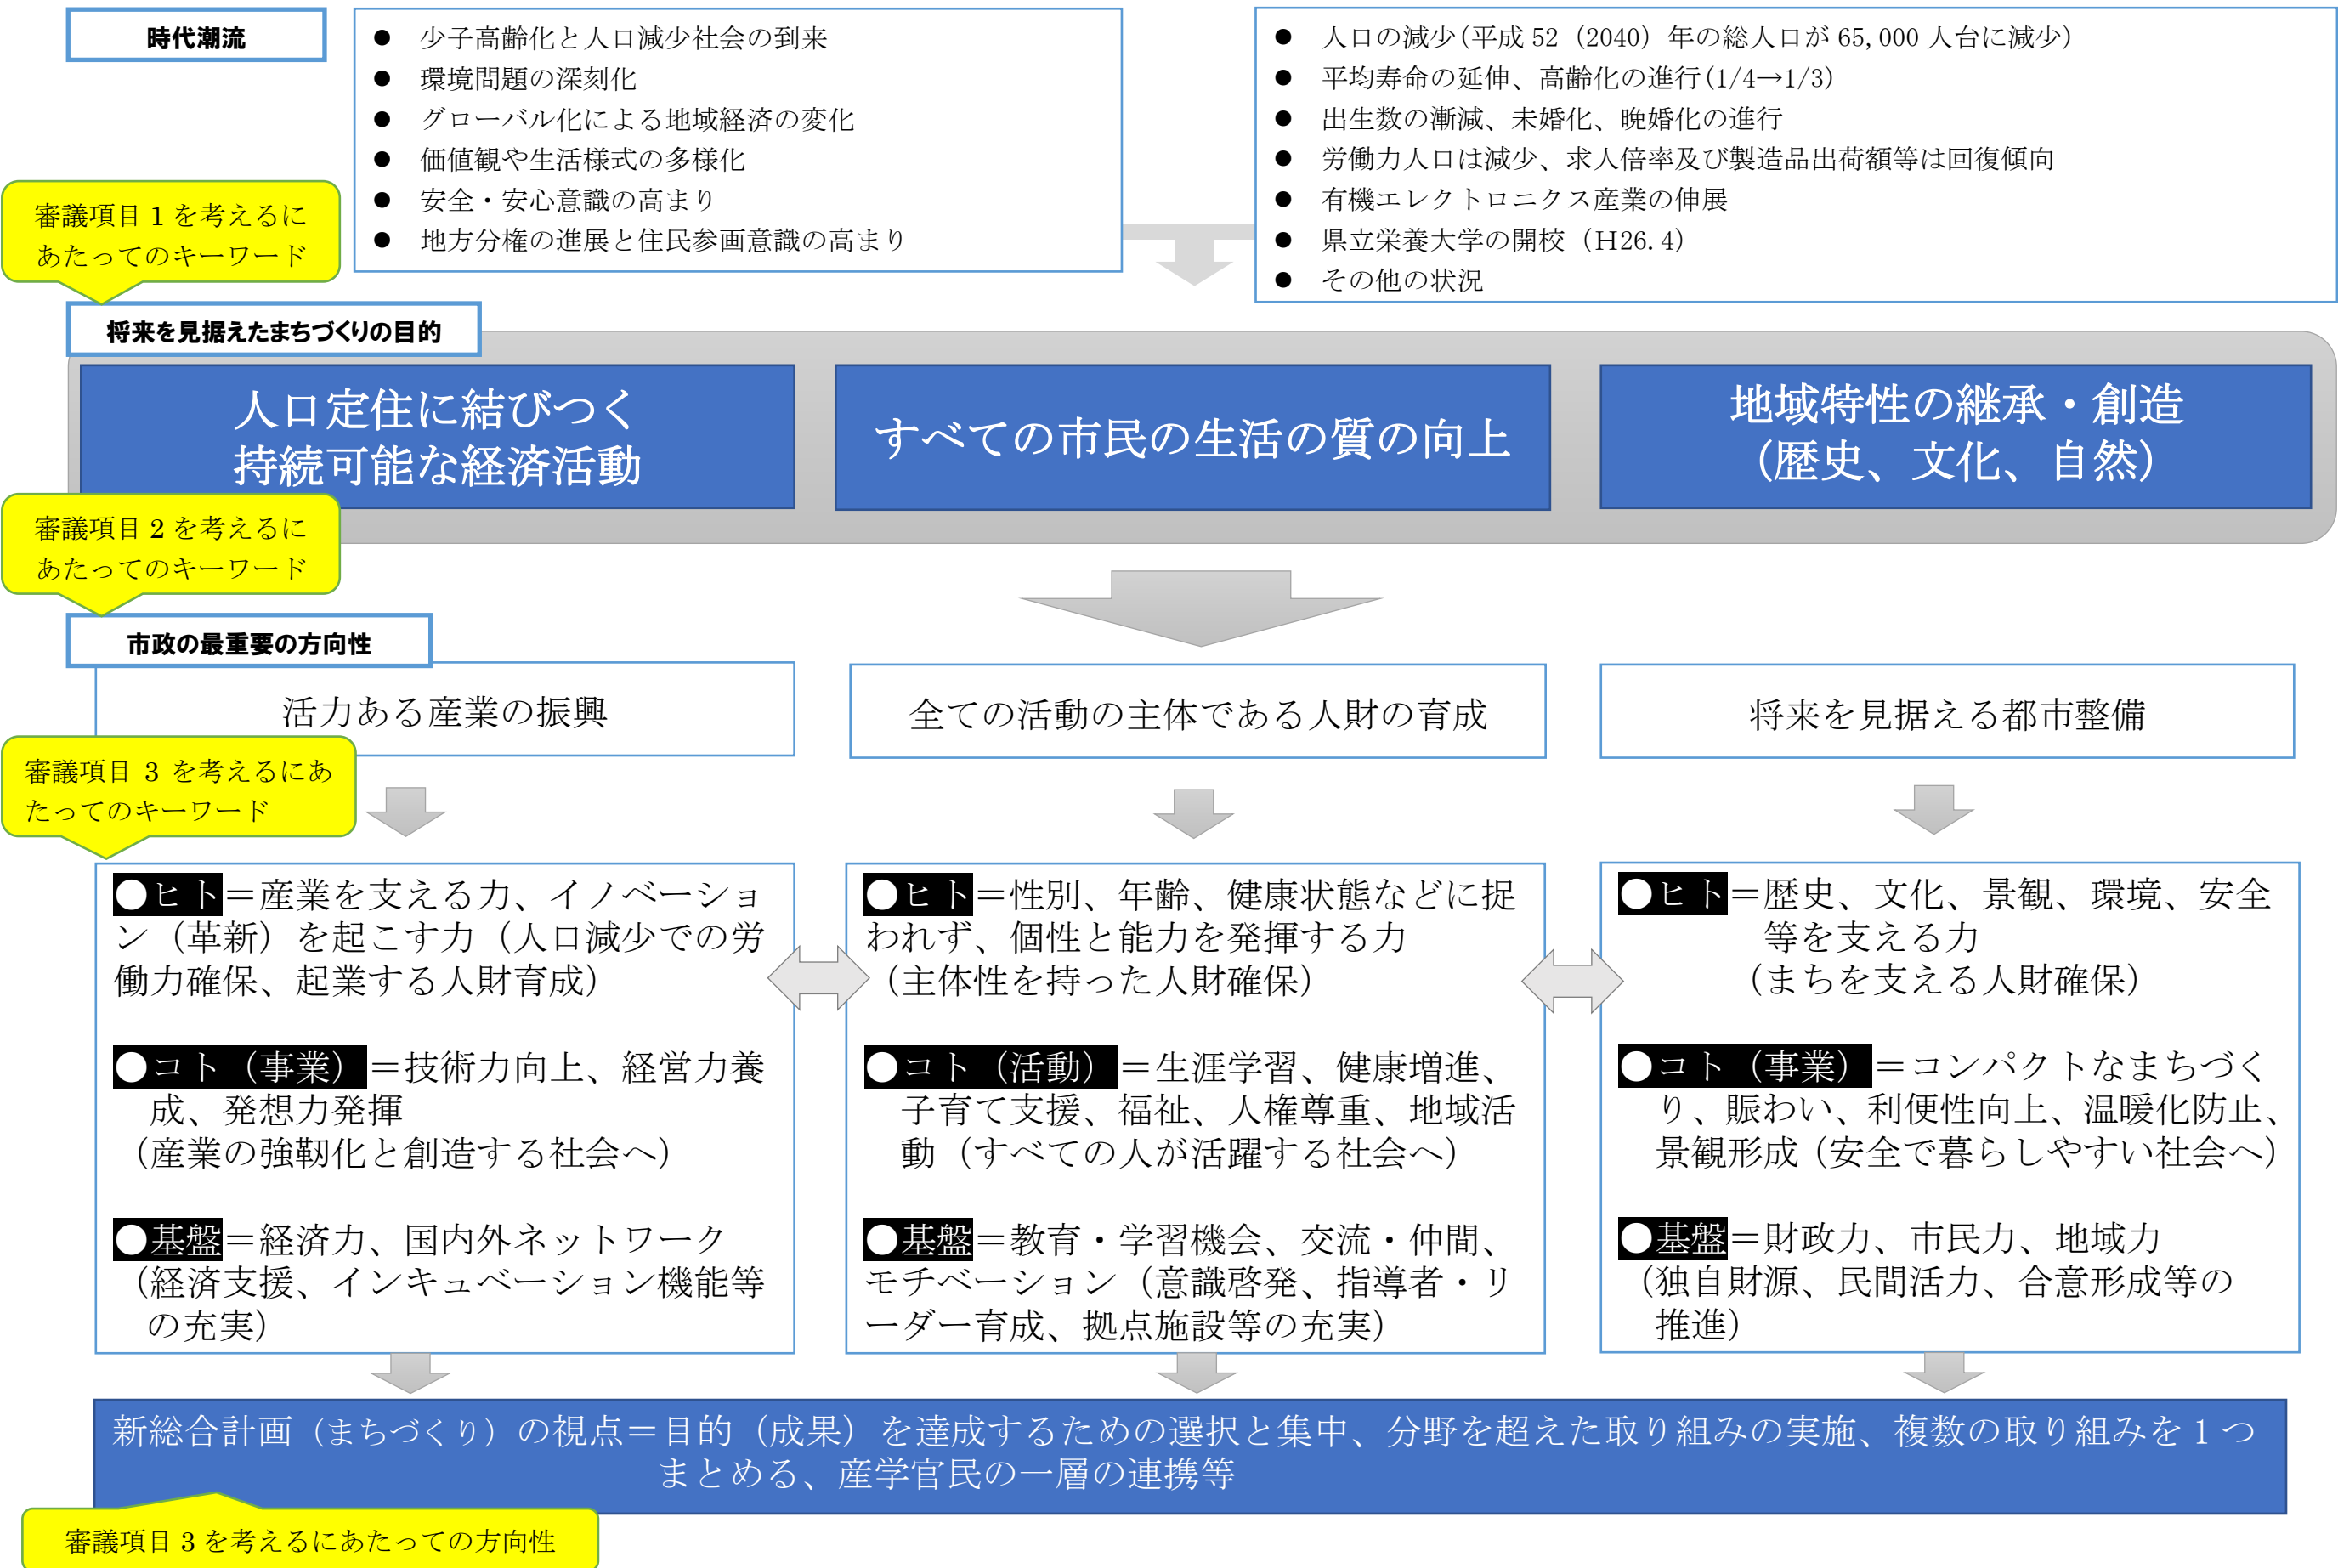 時代潮流
● 少子高齢化と人口減少社会の到来
● 環境問題の深刻化
● グローバル化による地域経済の変化
● 価値観や生活様式の多様化
● 安全・安心意識の高まり
● 地方分権の進展と住民参画意識の高まり
● 人口の減少(平成 52（2040）年の総人口が 65,000 人台に減少)
● 平均寿命の延伸、高齢化の進行(1/4→1/3)
● 出生数の漸減、未婚化、晩婚化の進行
● 労働力人口は減少、求人倍率及び製造品出荷額等は回復傾向
● 有機エレクトロニクス産業の伸展
● 県立栄養大学の開校（H26.4）
● その他の状況
審議項目 1 を考えるに
あたってのキーワード
将来を見据えたまちづくりの目的
人口定住に結びつく
持続可能な経済活動
すべての市民の生活の質の向上
地域特性の継承・創造
（歴史、文化、自然）
審議項目 2 を考えるに
あたってのキーワード
市政の最重要の方向性
活力ある産業の振興
全ての活動の主体である人財の育成
将来を見据える都市整備
審議項目 3 を考えるにあ
たってのキーワード
●ヒト＝産業を支える力、イノベーショ
ン（革新）を起こす力（人口減少での労
働力確保、起業する人財育成）
●コト（事業）＝技術力向上、経営力養
成、発想力発揮
（産業の強靭化と創造する社会へ）
●基盤＝経済力、国内外ネットワーク
（経済支援、インキュベーション機能等
の充実）
●ヒト＝性別、年齢、健康状態などに捉
われず、個性と能力を発揮する力
（主体性を持った人財確保）
●コト（活動）＝生涯学習、健康増進、
子育て支援、福祉、人権尊重、地域活
動（すべての人が活躍する社会へ）
●基盤＝教育・学習機会、交流・仲間、
モチベーション（意識啓発、指導者・リ
ーダー育成、拠点施設等の充実）
●ヒト＝歴史、文化、景観、環境、安全
等を支える力
（まちを支える人財確保）
●コト（事業）＝コンパクトなまちづく
り、賑わい、利便性向上、温暖化防止、
景観形成（安全で暮らしやすい社会へ）
●基盤＝財政力、市民力、地域力
（独自財源、民間活力、合意形成等の
推進）
新総合計画（まちづくり）の視点＝目的（成果）を達成するための選択と集中、分野を超えた取り組みの実施、複数の取り組みを１つ
まとめる、産学官民の一層の連携等
審議項目 3 を考えるにあたっての方向性